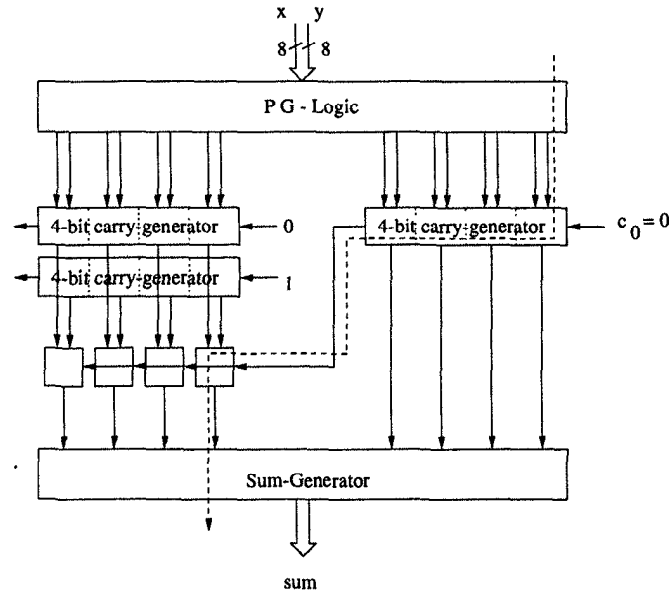 x y
8 8
P G - Logic
4-bit carry-generator 0
4-bit carry-generator c0=0
4-bit carry-generator 1
Sum-Generator
sum